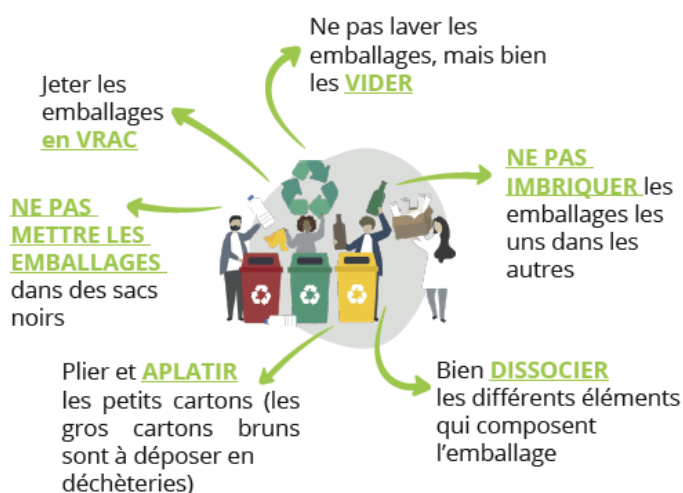 Ne pas laver les
emballages, mais bien
les VIDER
Jeter les
emballages
en VRAC
NE PAS
IMBRIQUER les
emballages les
uns dans les
autres
NE PAS
METTRE LES
EMBALLAGES
dans des sacs
noirs
Plier et APLATIR
les petits cartons (les
gros cartons bruns
sont à déposer en
déchèteries)
Bien DISSOCIER
les différents éléments
qui composent
l'emballage